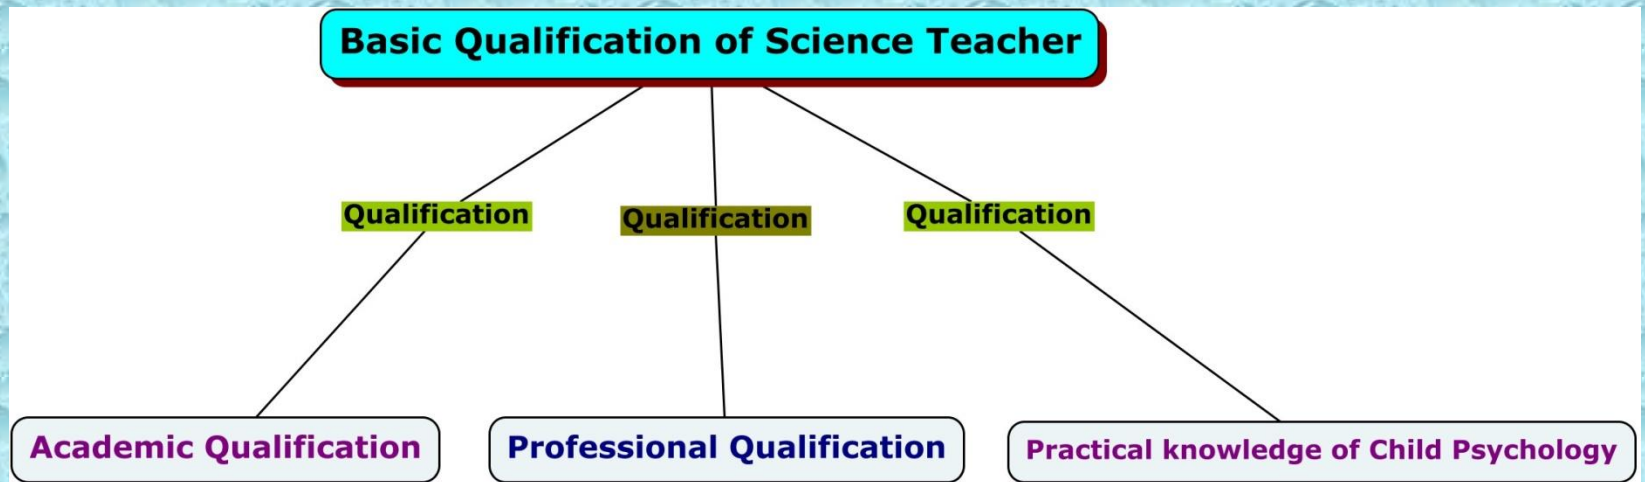 Basic Qualification of Science Teacher
Qualification
Qualification
Qualification
Academic Qualification
Professional Qualification
Practical knowledge of Child Psychology